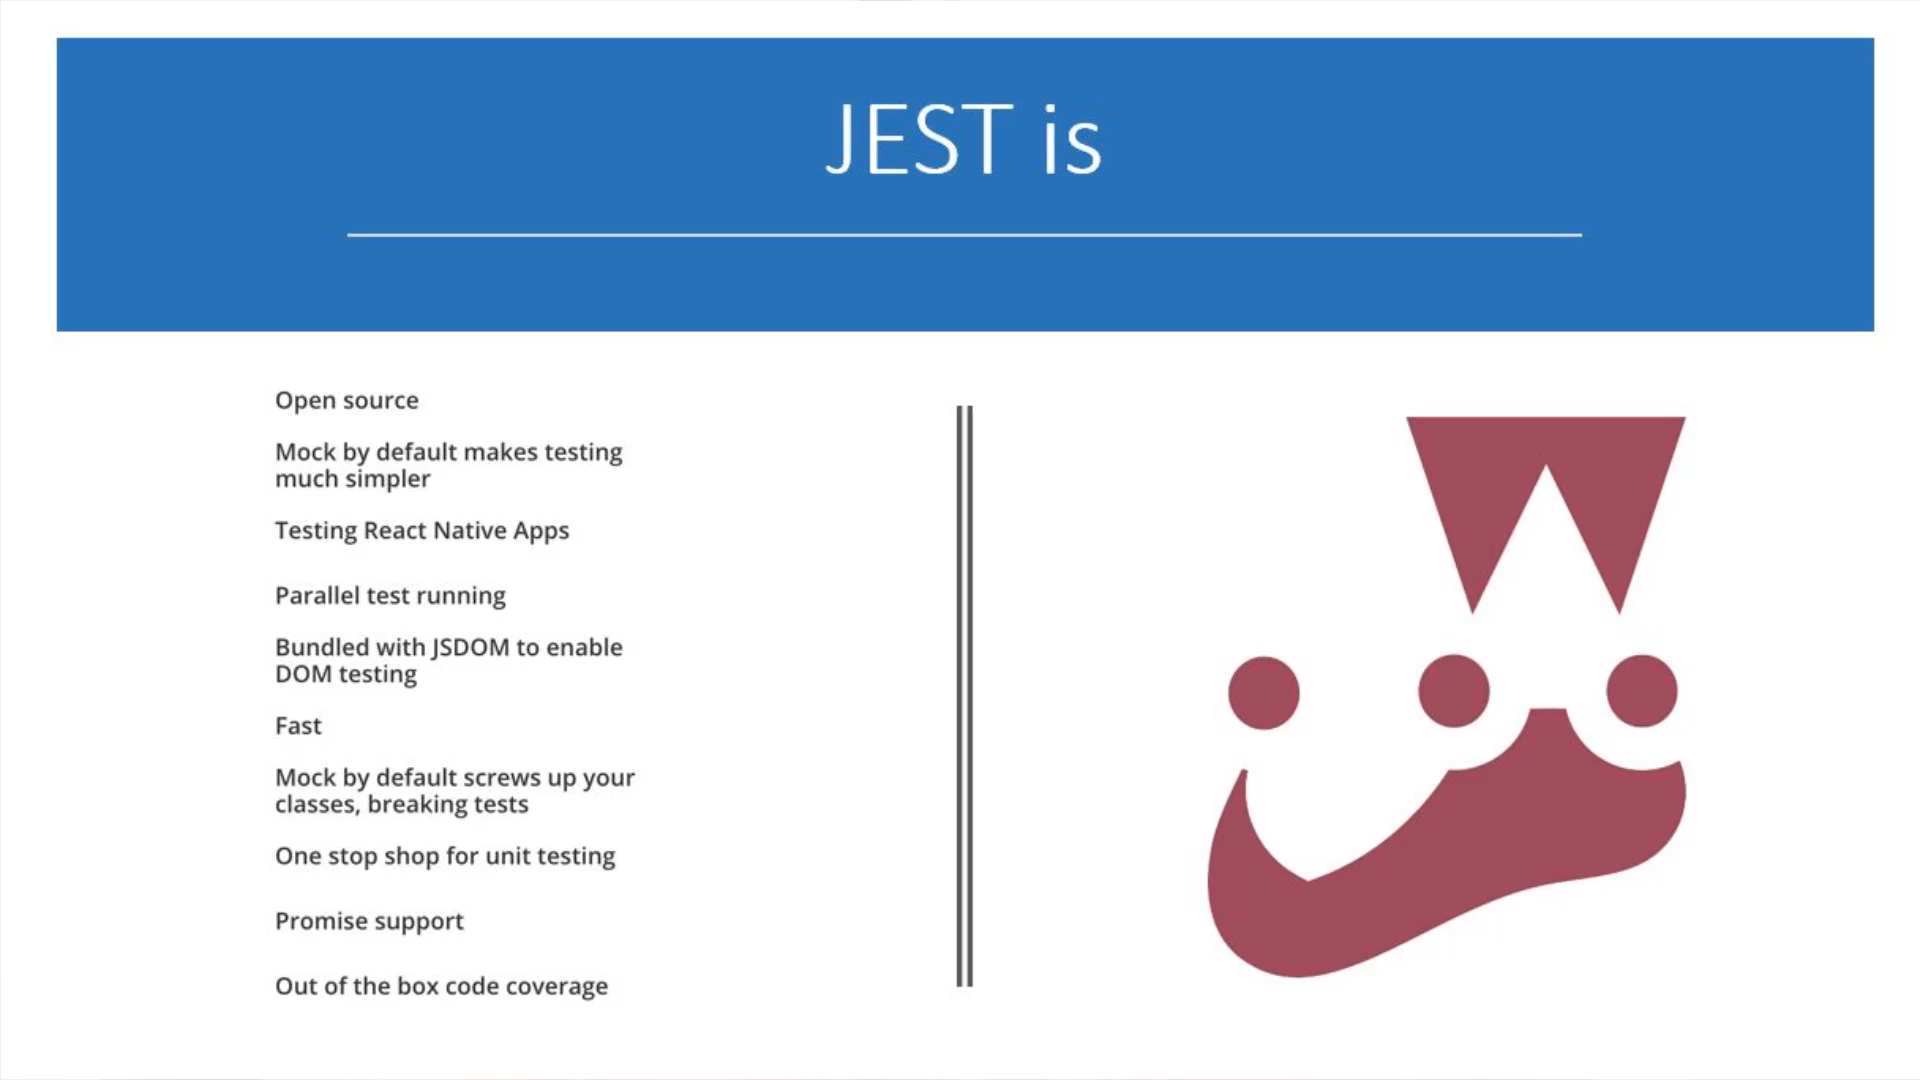 JEST is
Open source
Mock by default makes testing
much simpler
Testing React Native Apps
Parallel test running
Bundled with JSDOM to enable
DOM testing
Fast
Mock by default screws up your
classes, breaking tests
One stop shop for unit testing
Promise support
Out of the box code coverage